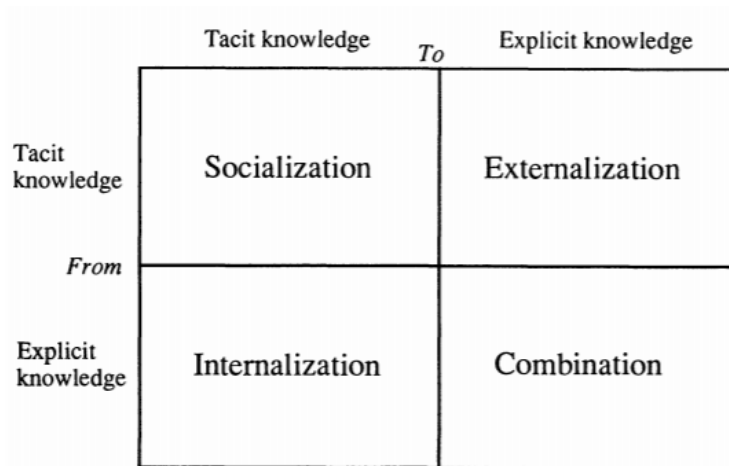 Tacit knowledge
To
Explicit knowledge
Tacit
knowledge
Socialization
Externalization
From
Explicit
knowledge
Internalization
Combination